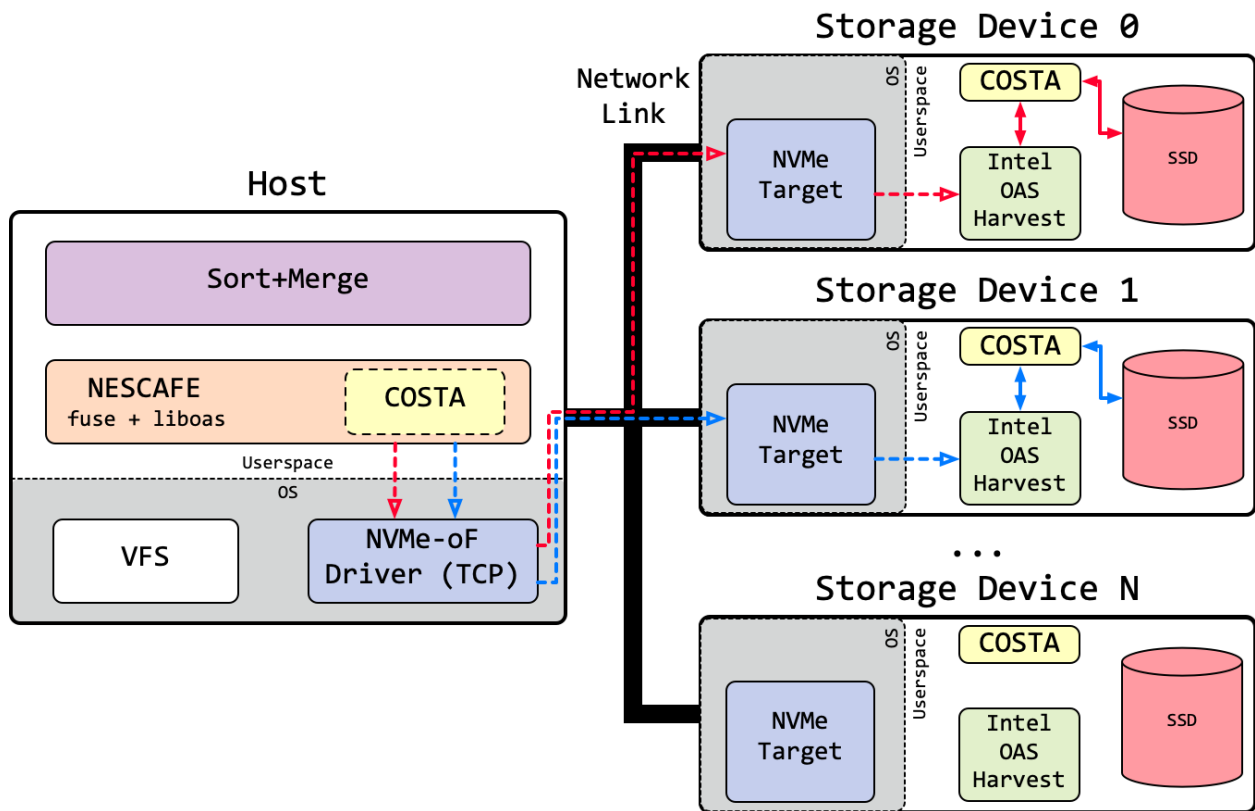 Host
Sort+Merge
NESCAFE
fuse + liboas
COSTA
Userspace
OS
VFS
NVMe-oF
Driver (TCP)
Network
Link
Storage Device 0
OS
Userspace
NVMe
Target
COSTA
Intel
OAS
Harvest
SSD
Storage Device 1
OS
Userspace
NVMe
Target
COSTA
Intel
OAS
Harvest
SSD
...
Storage Device N
OS
Userspace
NVMe
Target
COSTA
Intel
OAS
Harvest
SSD